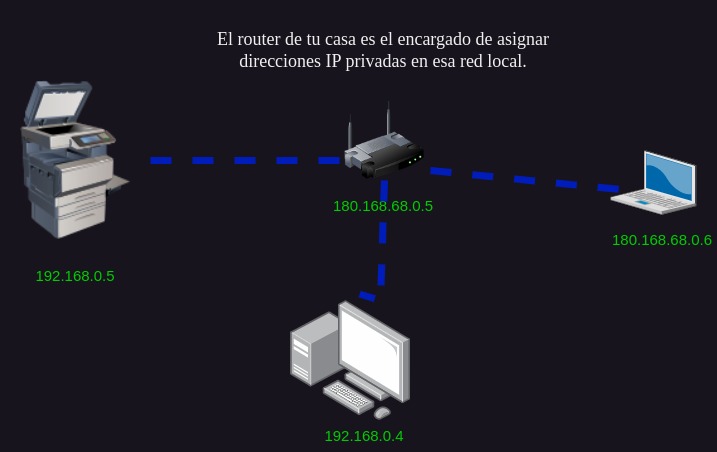 El router de tu casa es el encargado de asignar
direcciones IP privadas en esa red local.
180.168.68.0.5
180.168.68.0.6
192.168.0.5
192.168.0.4